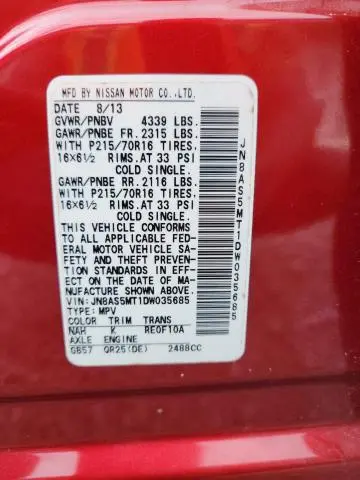 MFD BY NISSAN MOTOR CO.,LTD.
DATE 8/13
GVWR/PNBV 4339 LBS.
GAWR/PNBE FR. 2315 LBS.
WITH P215/70R16 TIRES.
16×6½ RIMS.AT 33 PSI
COLD SINGLE.
GAWR/PNBE RR. 2116 LBS.
WITH P215/70R16 TIRES.
16×6½ RIMS.AT 33 PSI
COLD SINGLE.
THIS VEHICLE CONFORMS
TO ALL APPLICABLE FED-
ERAL MOTOR VEHICLE SA-
FETY AND THEFT PREVEN-
TION STANDARDS IN EFF-
ECT ON THE DATE OF MA-
NUFACTURE SHOWN ABOVE.
VIN: JN8AS5MT1DW035685
TYPE: MPV
COLOR TRIM TRANS
NAH K RE0F10A
AXLE ENGINE
GB57 QR25(DE) 2488CC
JN8AS5MT1DW035685